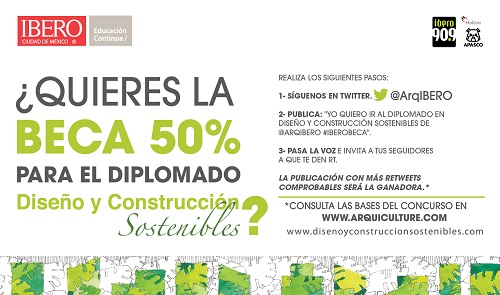 IBERO
CIUDAD DE MÉXICO ®
Educación
Continua /
ibero
909
Holcim
APASCO
¿QUIERES LA
BECA 50%
PARA EL DIPLOMADO
Diseño y Construcción
Sostenibles?
REALIZA LOS SIGUIENTES PASOS:
1- SÍGUENOS EN TWITTER. @ArqIBERO
2- PUBLICA: "YO QUIERO IR AL DIPLOMADO EN
DISEÑO Y CONSTRUCCIÓN SOSTENIBLES DE
@ARQIBERO #IBEROBECA".
3- PASA LA VOZ E INVITA A TUS SEGUIDORES
A QUE TE DEN RT.
LA PUBLICACIÓN CON MÁS RETWEETS
COMPROBABLES SERÁ LA GANADORA.*
*CONSULTA LAS BASES DEL CONCURSO EN
WWW.ARQUICULTURE.COM
www.disenoyconstruccionsostenibles.com